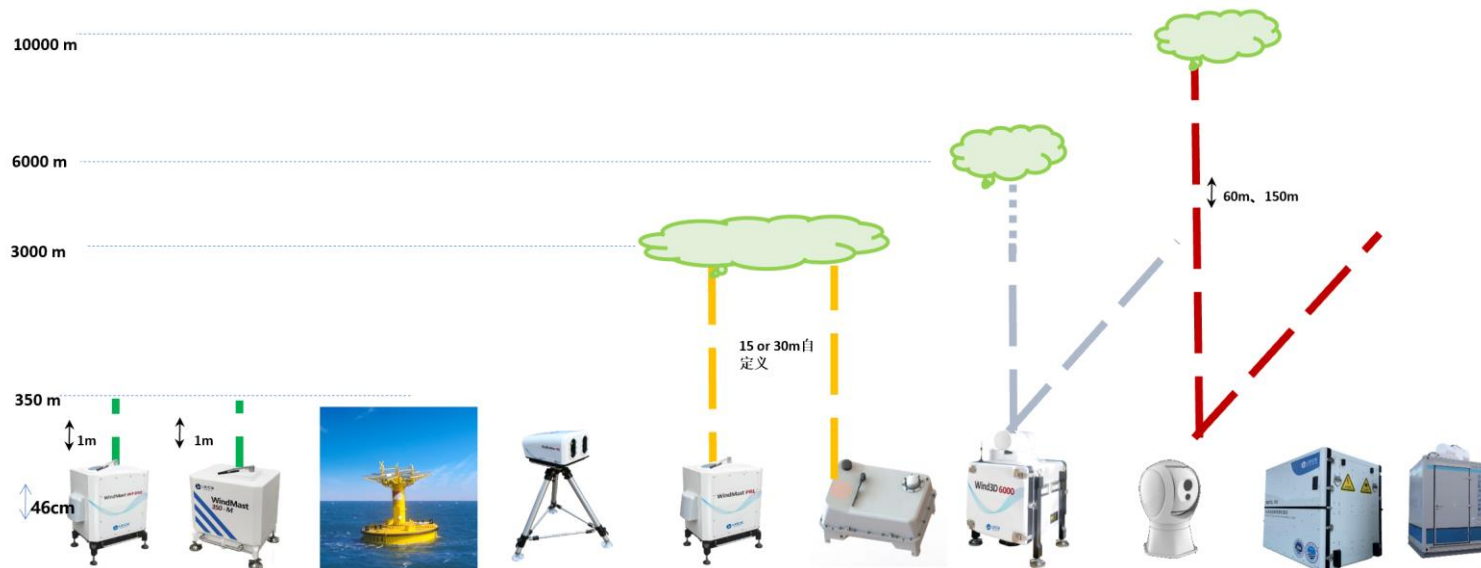 10000 m
6000 m
60m、150m
3000 m
15 or 30m自
定义
350 m
1m
1m
46cm
WindMast
WindMast
350-M
WindMast PBL
Wind3D 6000